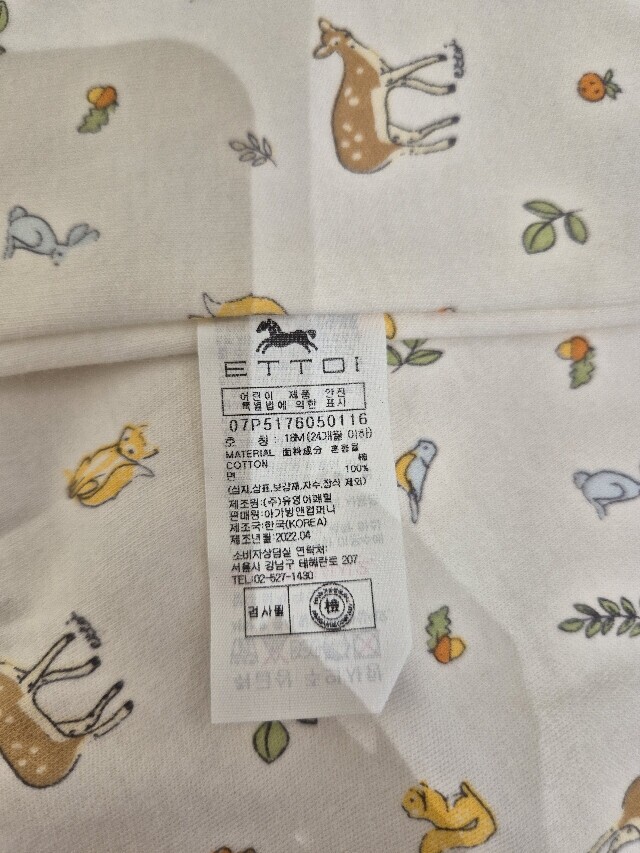 ETTOI
어린이 제품 안전
특별법에 의한 표시
07P5176050116
호 칭 : 18M(24개월 이하)
MATERIAL 面料成分 혼용율
COTTON 棉
면 100%
(심지,상표,보강재,자수,장식 제외)
제조원:(주)유영어패럴
판매원:아가방앤컴퍼니
제조국:한국(KOREA)
제조년월:2022.04
소비자상담실 연락처:
서울시 강남구 테헤란로 207
TEL:02-527-1430
검사필 檢